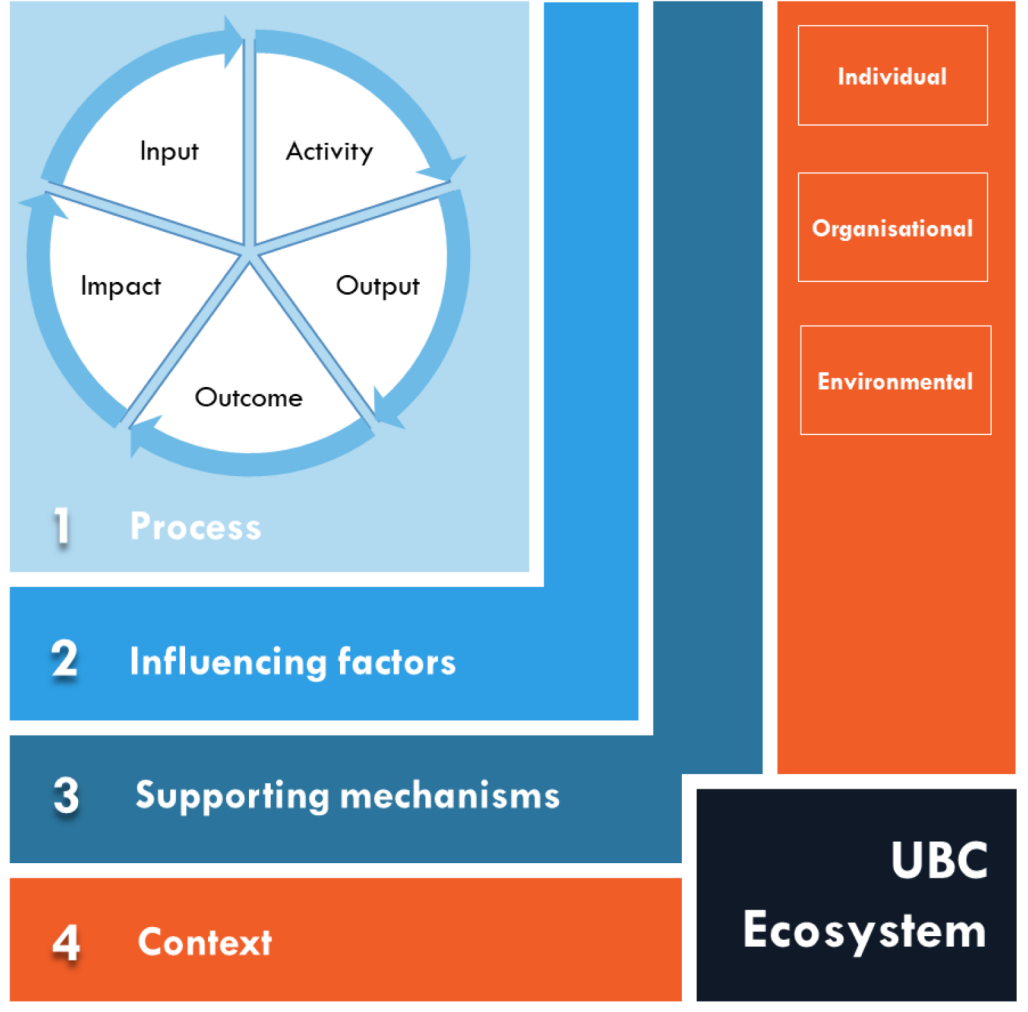 Input
Activity
Impact
Output
Outcome
1 Process
2 Influencing factors
3 Supporting mechanisms
4 Context
Individual
Organisational
Environmental
UBC
Ecosystem